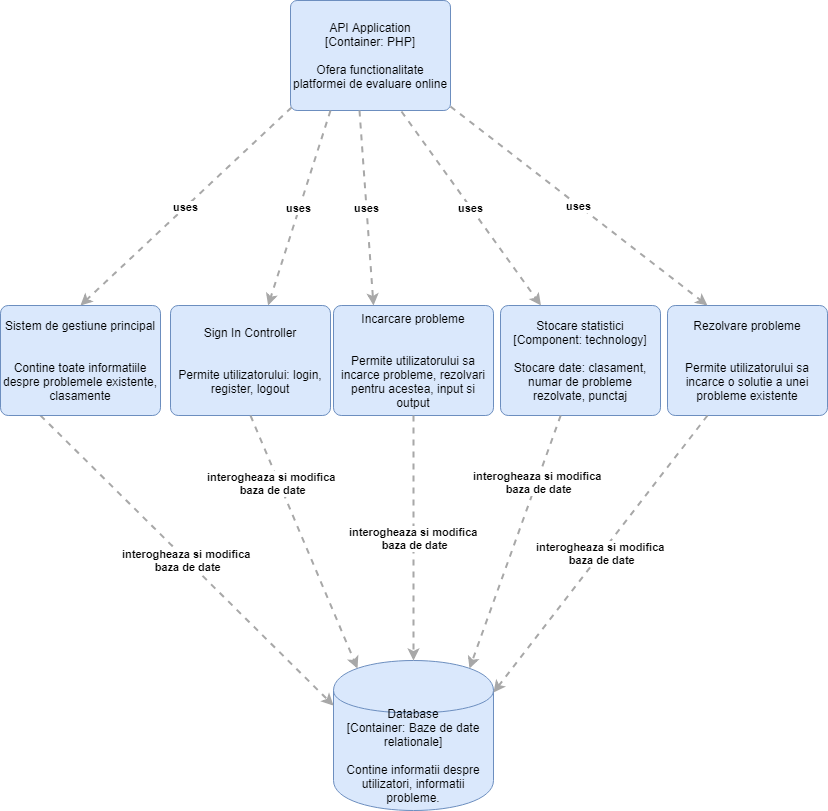 API Application
[Container: PHP]
Ofera functionalitate
platformei de evaluare online
uses
uses
uses
uses
uses
Sistem de gestiune principal
Contine toate informatiile
despre problemele existente,
clasamente
Sign In Controller
Permite utilizatorului: login,
register, logout
Incarcare probleme
Permite utilizatorului sa
incarce probleme, rezolvari
pentru acestea, input si
output
Stocare statistici
[Component: technology]
Stocare date: clasament,
numar de probleme
rezolvate, punctaj
Rezolvare probleme
Permite utilizatorului sa
incarce o solutie a unei
probleme existente
interogheaza si modifica
baza de date
interogheaza si modifica
baza de date
interogheaza si modifica
baza de date
interogheaza si modifica
baza de date
interogheaza si modifica
baza de date
Database
[Container: Baze de date
relationale]
Contine informatii despre
utilizatori, informatii
probleme.